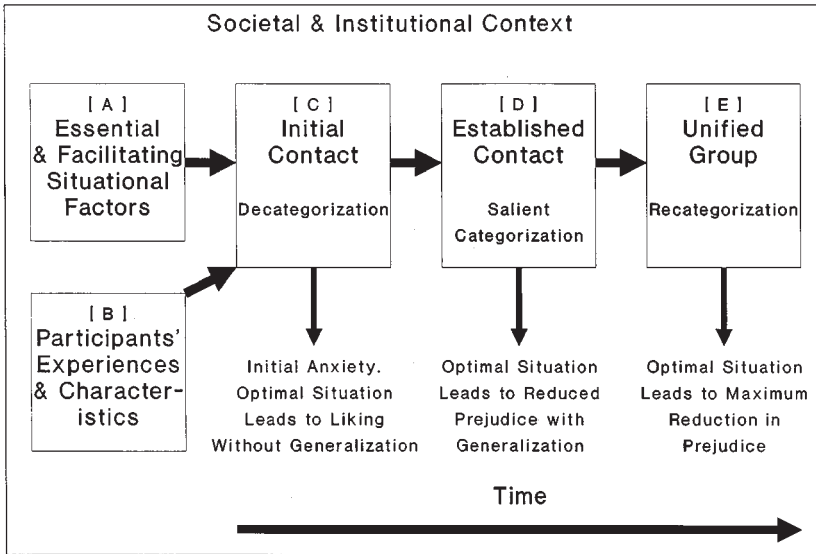 Societal & Institutional Context
[ A ]
Essential
& Facilitating
Situational
Factors
[ B ]
Participants'
Experiences
& Character-
istics
[ C ]
Initial
Contact
Decategorization
[ D ]
Established
Contact
Salient
Categorization
[ E ]
Unified
Group
Recategorization
Initial Anxiety.
Optimal Situation
Leads to Liking
Without Generalization
Optimal Situation
Leads to Reduced
Prejudice with
Generalization
Optimal Situation
Leads to Maximum
Reduction in
Prejudice
Time